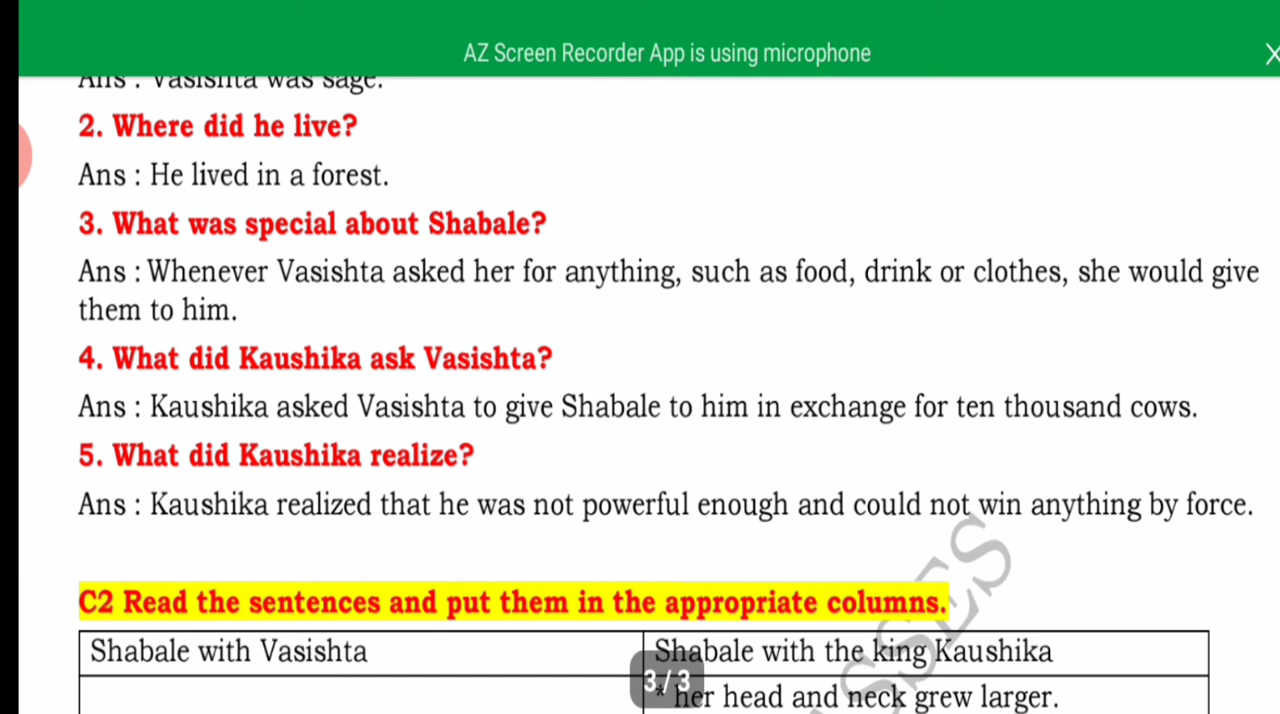 AZ Screen Recorder App is using microphone
Ans : Vasishta was sage.
2. Where did he live?
Ans : He lived in a forest.
3. What was special about Shabale?
Ans : Whenever Vasishta asked her for anything, such as food, drink or clothes, she would give
them to him.
4. What did Kaushika ask Vasishta?
Ans : Kaushika asked Vasishta to give Shabale to him in exchange for ten thousand cows.
5. What did Kaushika realize?
Ans : Kaushika realized that he was not powerful enough and could not win anything by force.
C2 Read the sentences and put them in the appropriate columns.
Shabale with Vasishta
Shabale with the king Kaushika
3/3
* her head and neck grew larger.